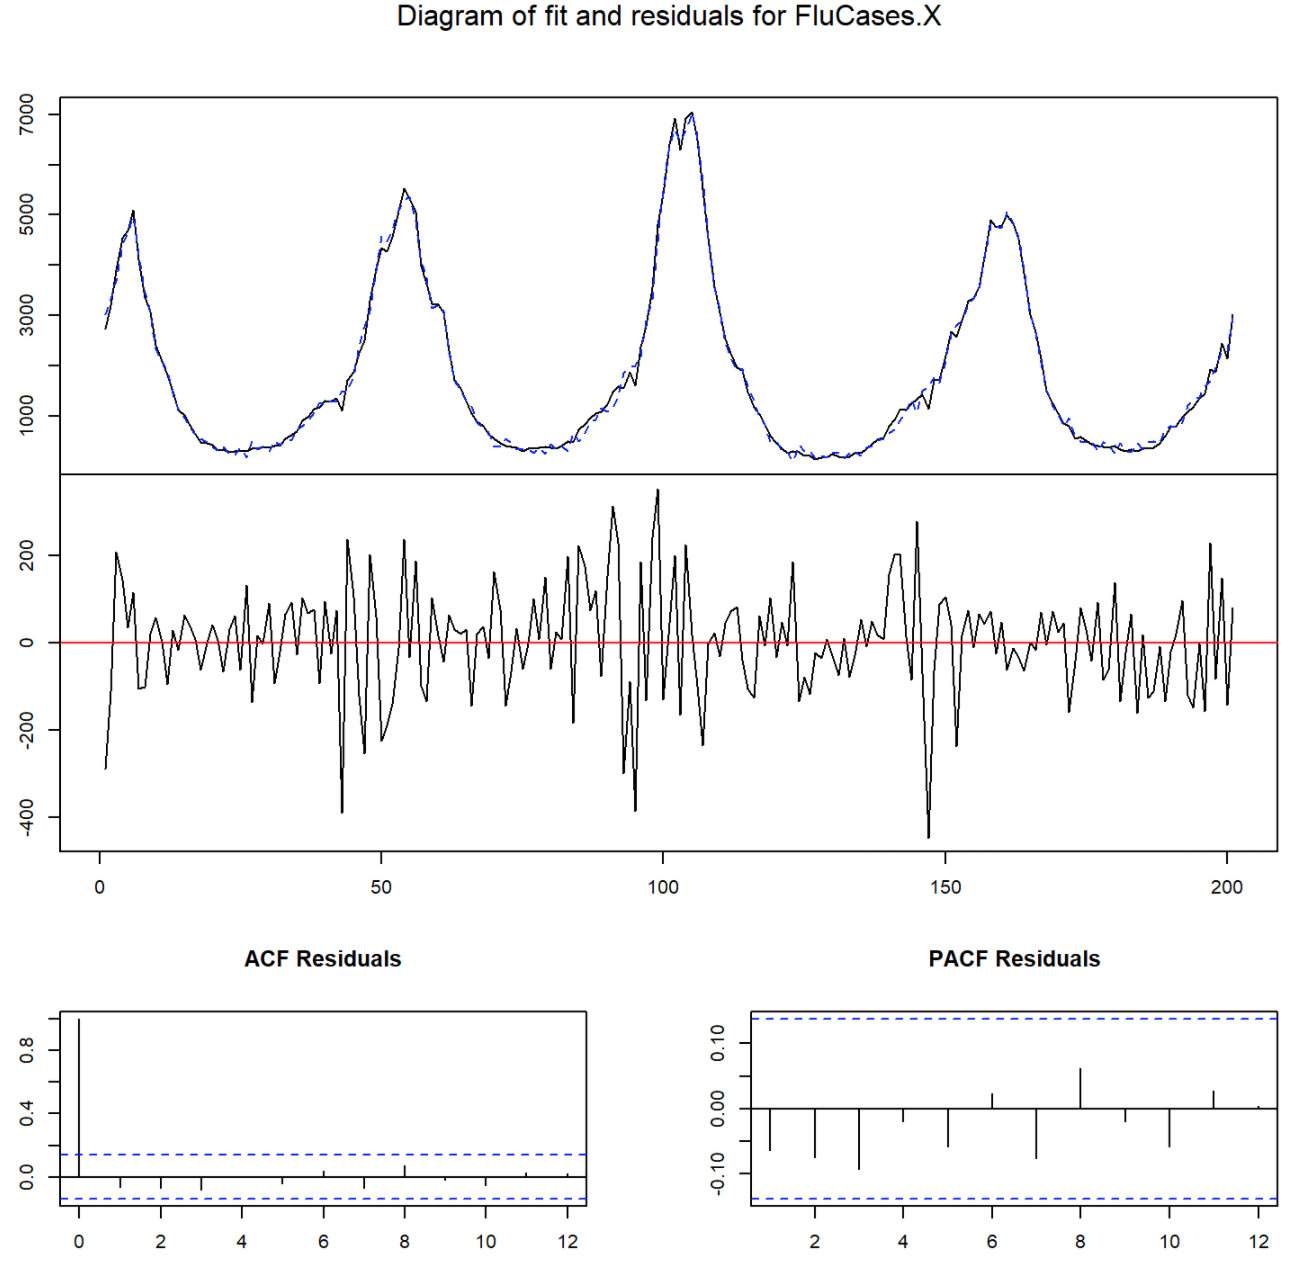 Diagram of fit and residuals for FluCases.X
7000
5000
3000
1000
200
0
-200
-400
0 50 100 150 200
ACF Residuals
0.8
0.4
0.0
0 2 4 6 8 10 12
PACF Residuals
0.10
0.00
-0.10
2 4 6 8 10 12